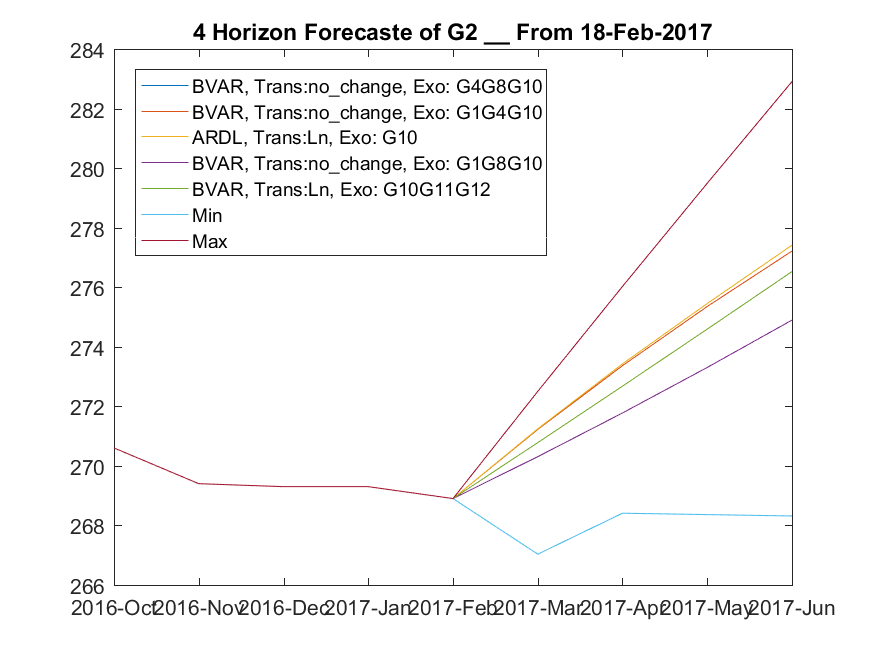 4 Horizon Forecaste of G2 __ From 18-Feb-2017
284
282
280
278
276
274
272
270
268
266
BVAR, Trans:no_change, Exo: G4G8G10
BVAR, Trans:no_change, Exo: G1G4G10
ARDL, Trans:Ln, Exo: G10
BVAR, Trans:no_change, Exo: G1G8G10
BVAR, Trans:Ln, Exo: G10G11G12
Min
Max
2016-Oct 2016-Nov 2016-Dec 2017-Jan 2017-Feb 2017-Mar 2017-Apr 2017-May 2017-Jun